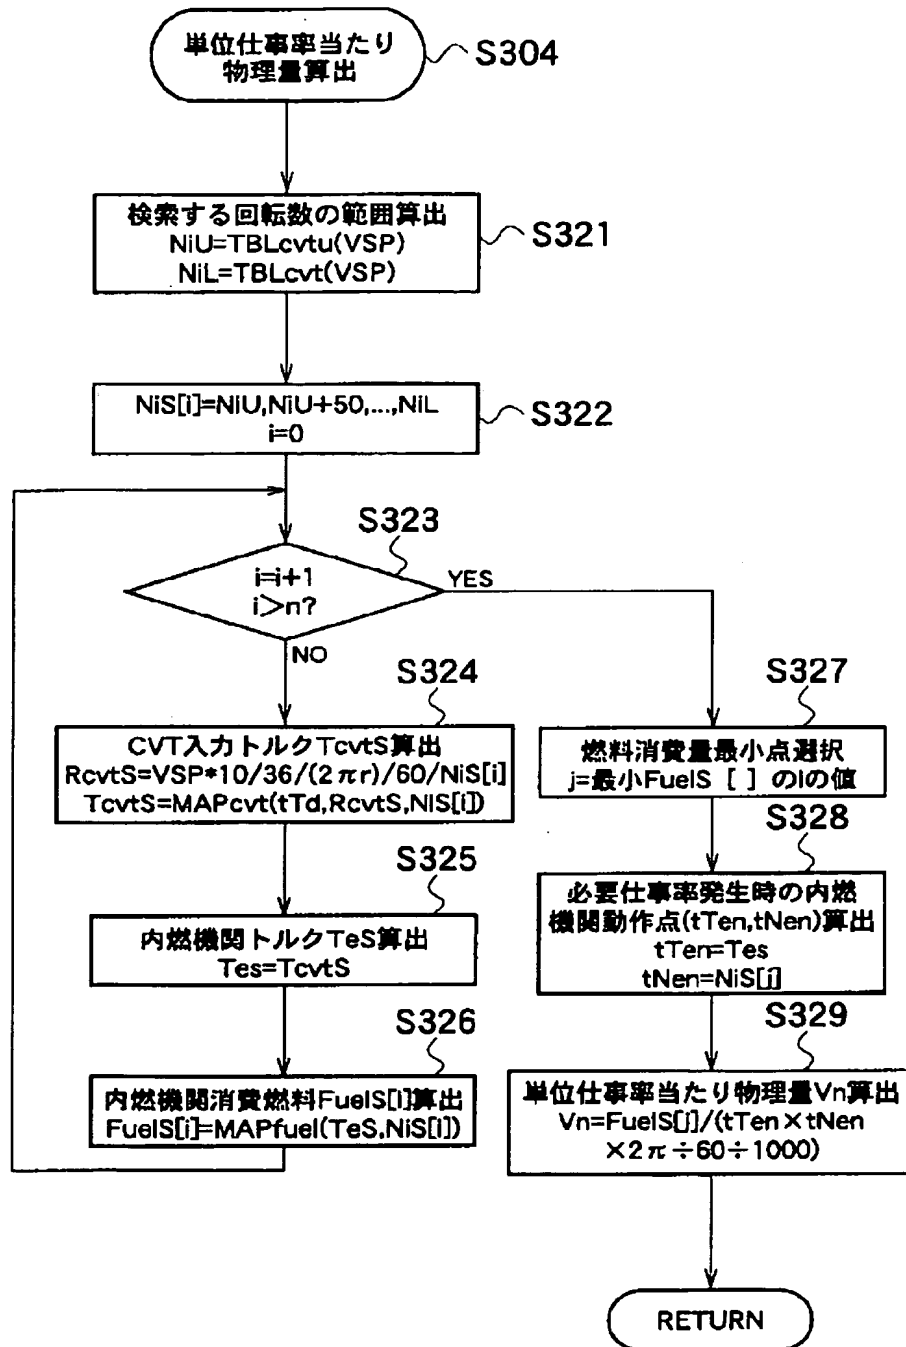 単位仕事率当たり
物理量算出
S304
検索する回転数の範囲算出
NiU=TBLcvtu(VSP)
NiL=TBLcvt(VSP)
S321
NiS[i]=NiU,NiU+50,...,NiL
i=0
S322
S323
i=i+1
i>n?
YES
NO
S324
CVT入力トルクTcvtS算出
RcvtS=VSP*10/36/(2πr)/60/NiS[i]
TcvtS=MAPcvt(tTd,RcvtS,NiS[i])
S325
内燃機関トルクTeS算出
Tes=TcvtS
S326
内燃機関消費燃料FuelS[i]算出
FuelS[i]=MAPfuel(TeS,NiS[i])
S327
燃料消費量最小点選択
j=最小FuelS [ ] のiの値
S328
必要仕事率発生時の内燃
機関動作点(tTen,tNen)算出
tTen=Tes
tNen=NiS[j]
S329
単位仕事率当たり物理量Vn算出
Vn=FuelS[j]/(tTen×tNen
×2π÷60÷1000)
RETURN